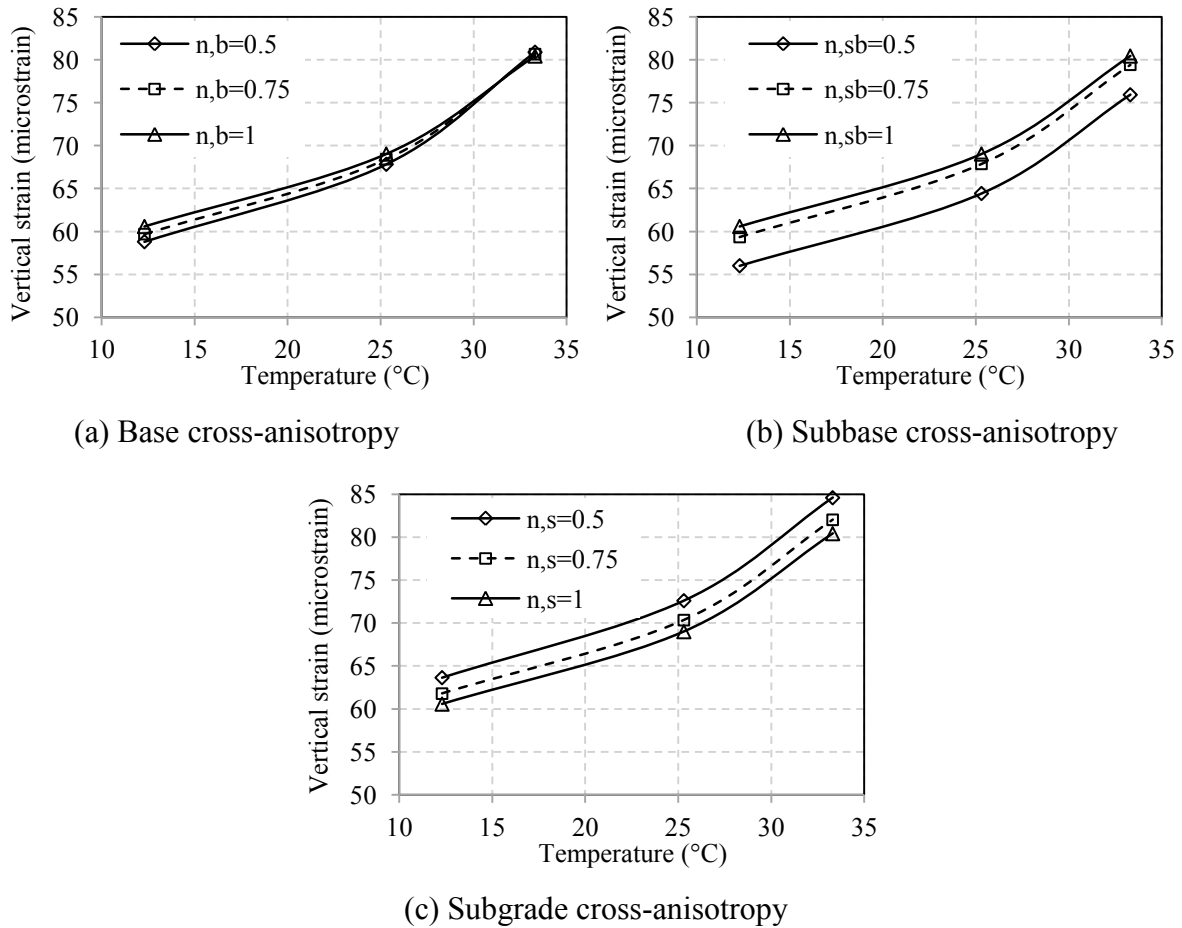 85
80
75
70
65
60
55
50
Vertical strain (microstrain)
n,b=0.5
n,b=0.75
n,b=1
10 15 20 25 30 35
Temperature (°C)
(a) Base cross-anisotropy
85
80
75
70
65
60
55
50
Vertical strain (microstrain)
n,sb=0.5
n,sb=0.75
n,sb=1
10 15 20 25 30 35
Temperature (°C)
(b) Subbase cross-anisotropy
85
80
75
70
65
60
55
50
Vertical strain (microstrain)
n,s=0.5
n,s=0.75
n,s=1
10 15 20 25 30 35
Temperature (°C)
(c) Subgrade cross-anisotropy